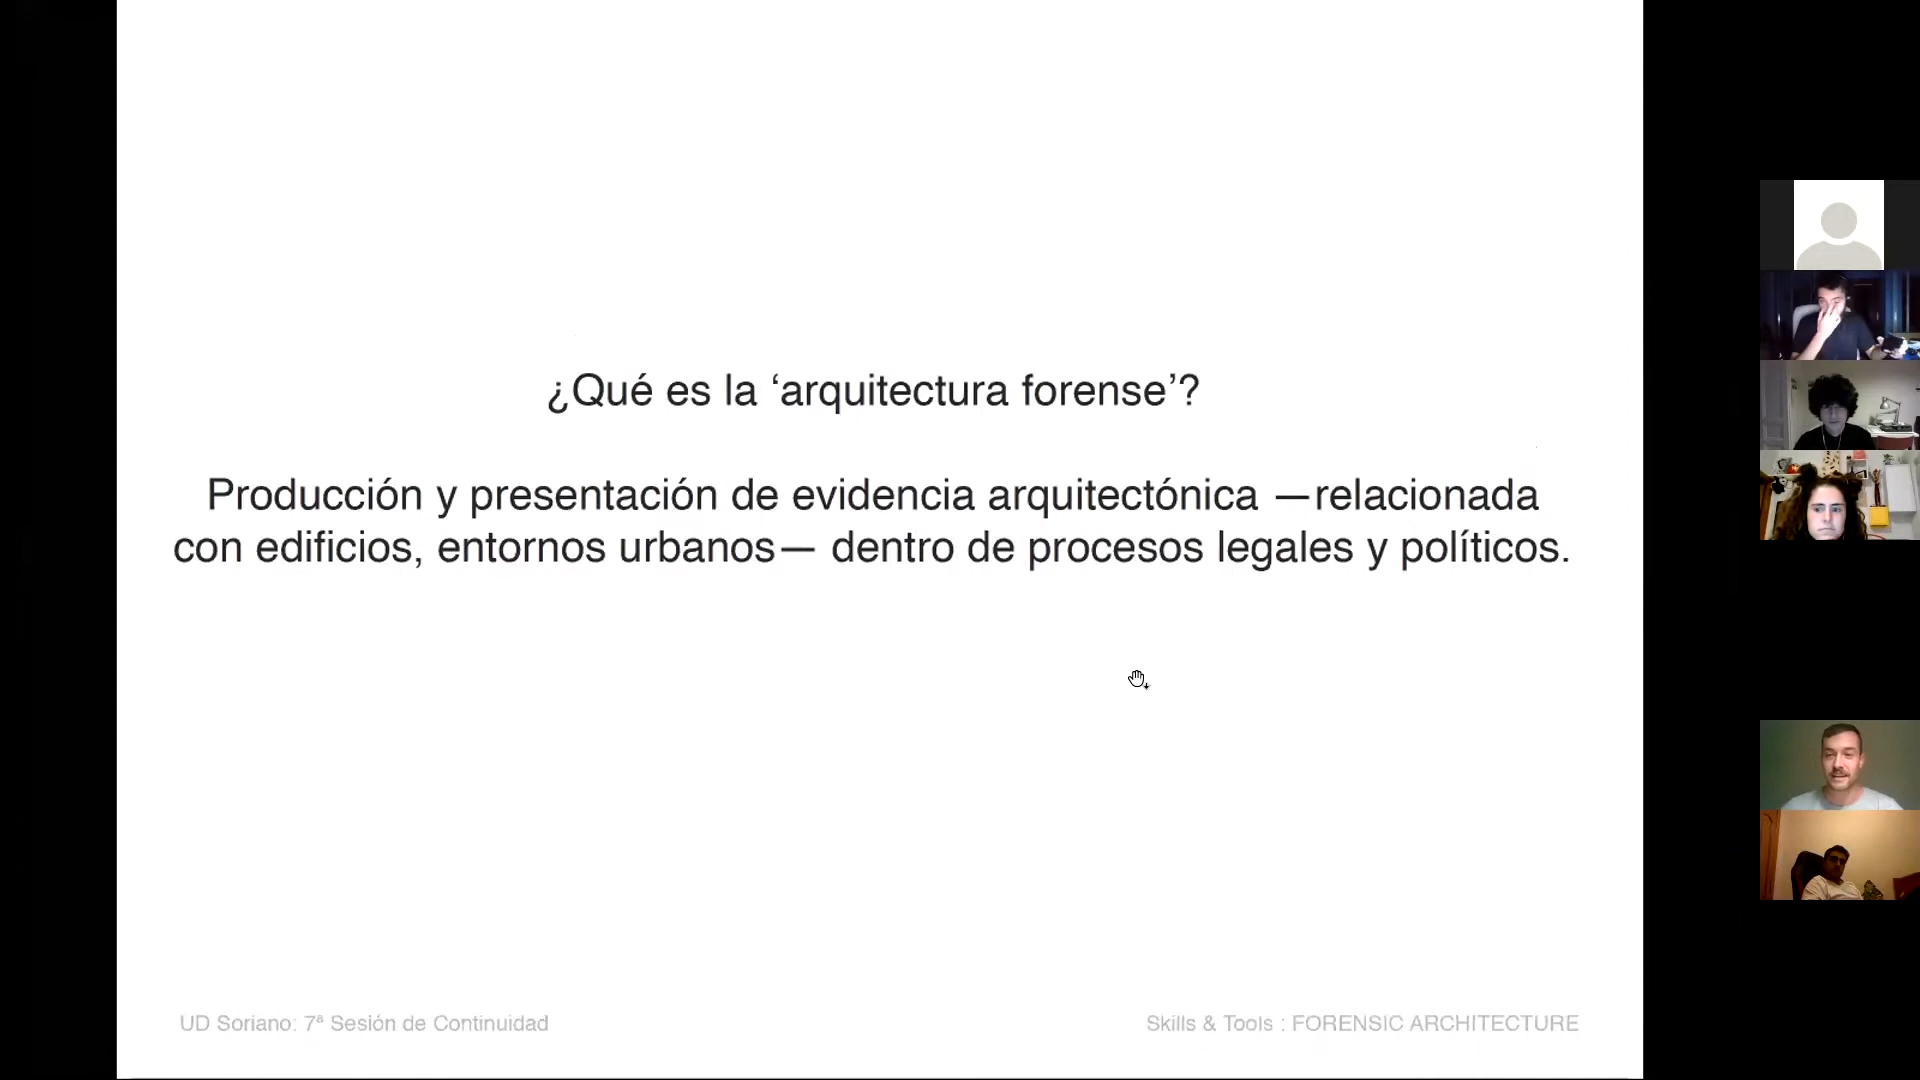 ¿Qué es la ‘arquitectura forense’?
Producción y presentación de evidencia arquitectónica —relacionada
con edificios, entornos urbanos— dentro de procesos legales y políticos.
UD Soriano: 7ª Sesión de Continuidad
Skills & Tools : FORENSIC ARCHITECTURE